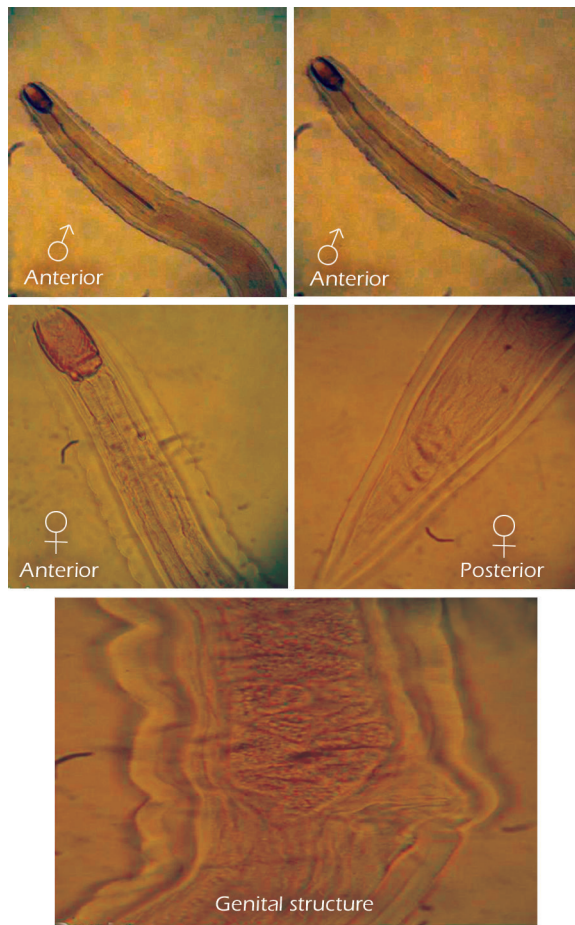 ♂
Anterior
♂
Anterior
♀
Anterior
♀
Posterior
Genital structure